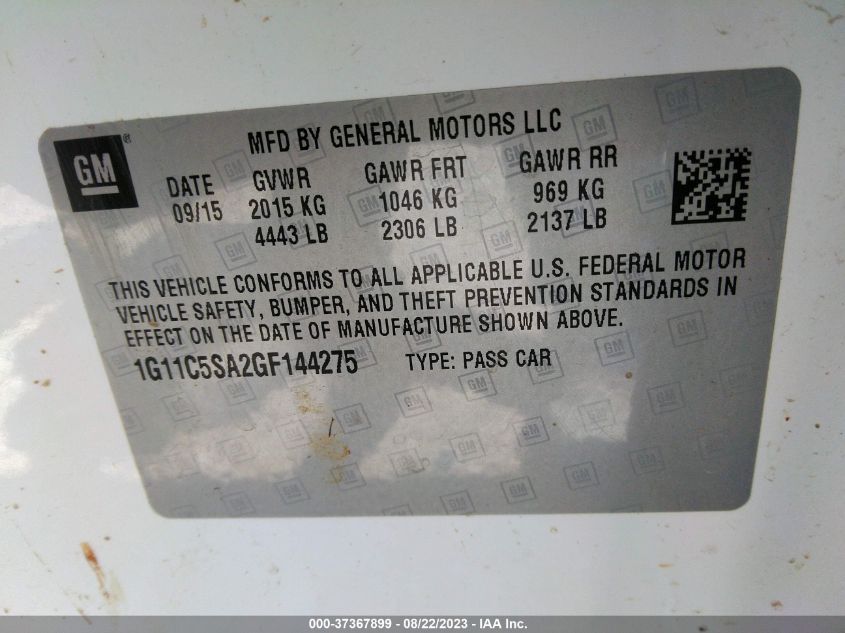 MFD BY GENERAL MOTORS LLC
GM®
DATE GVWR GAWR FRT GAWR RR
09/15 2015 KG 1046 KG 969 KG
4443 LB 2306 LB 2137 LB
THIS VEHICLE CONFORMS TO ALL APPLICABLE U.S. FEDERAL MOTOR
VEHICLE SAFETY, BUMPER, AND THEFT PREVENTION STANDARDS IN
EFFECT ON THE DATE OF MANUFACTURE SHOWN ABOVE.
1G11C5SA2GF144275 TYPE: PASS CAR
000-37367899 - 08/22/2023 - IAA Inc.